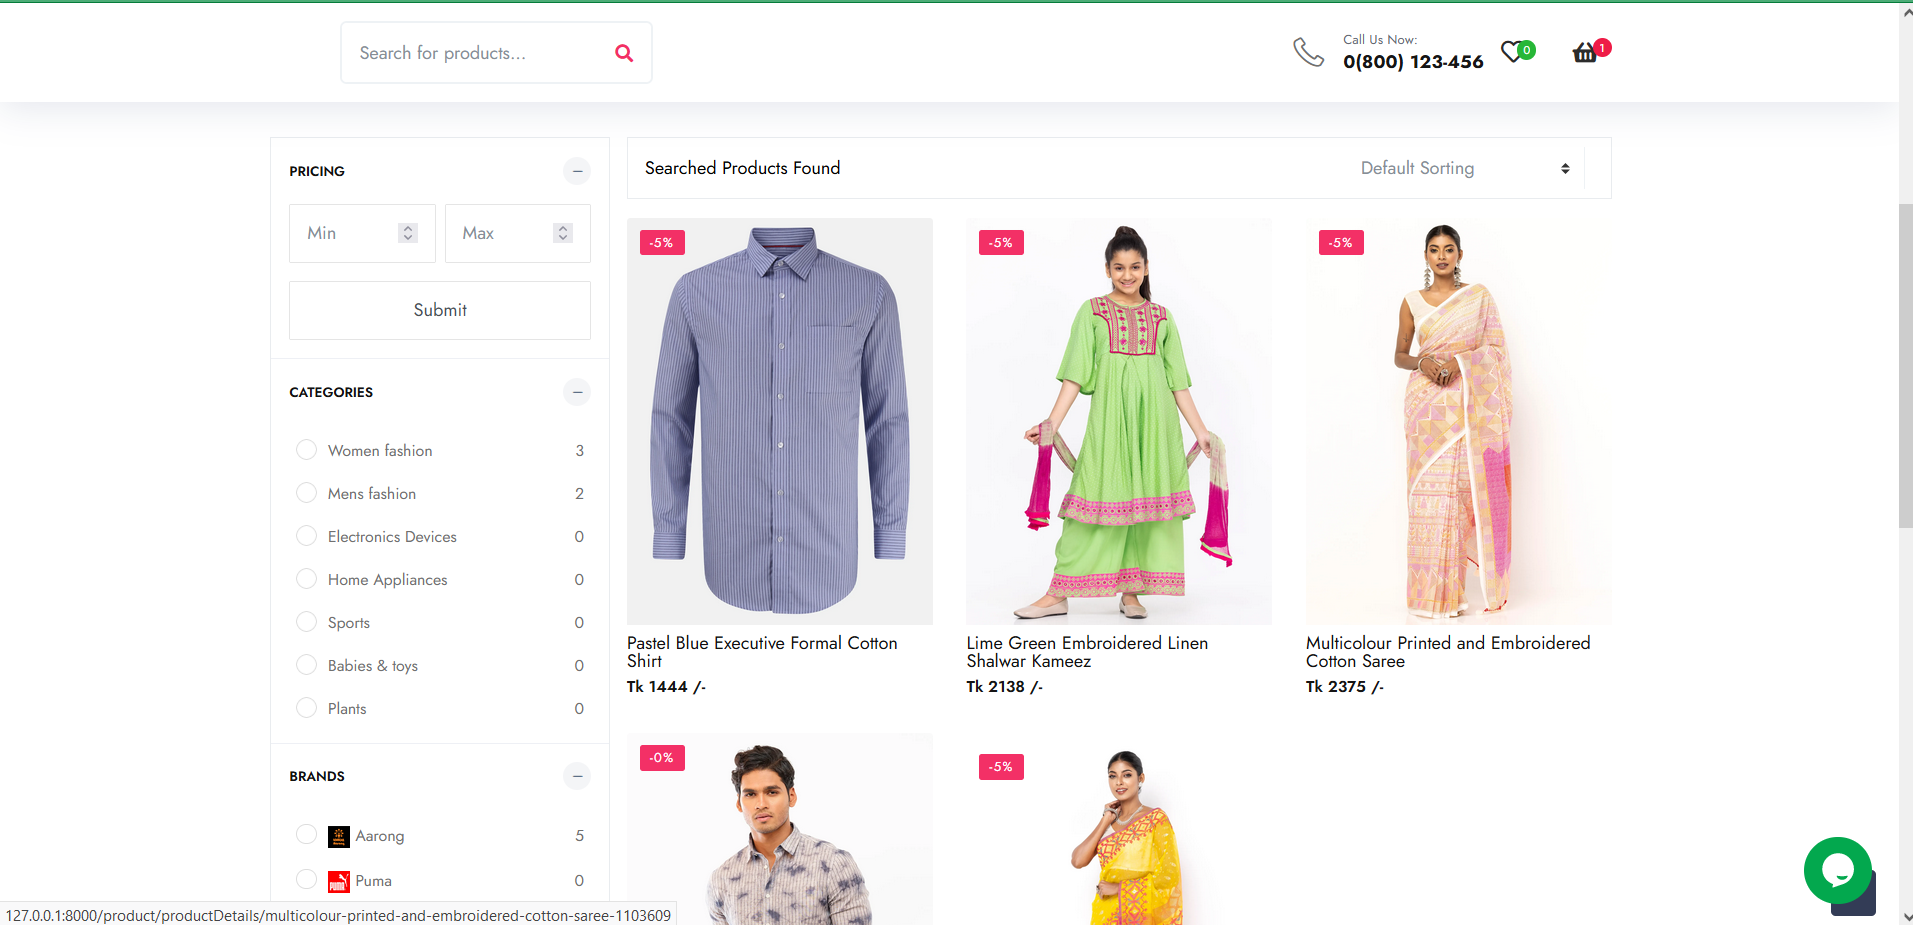 Search for products...
Call Us Now:
0(800) 123-456
0
1
PRICING
Min
Max
Submit
CATEGORIES
Women fashion 3
Mens fashion 2
Electronics Devices 0
Home Appliances 0
Sports 0
Babies & toys 0
Plants 0
BRANDS
Aarong 5
PUMA
Puma 0
Searched Products Found
Default Sorting
-5%
-5%
-5%
Pastel Blue Executive Formal Cotton
Shirt
Tk 1444 /-
Lime Green Embroidered Linen
Shalwar Kameez
Tk 2138 /-
Multicolour Printed and Embroidered
Cotton Saree
Tk 2375 /-
-0%
-5%
127.0.0.1:8000/product/productDetails/multicolour-printed-and-embroidered-cotton-saree-1103609